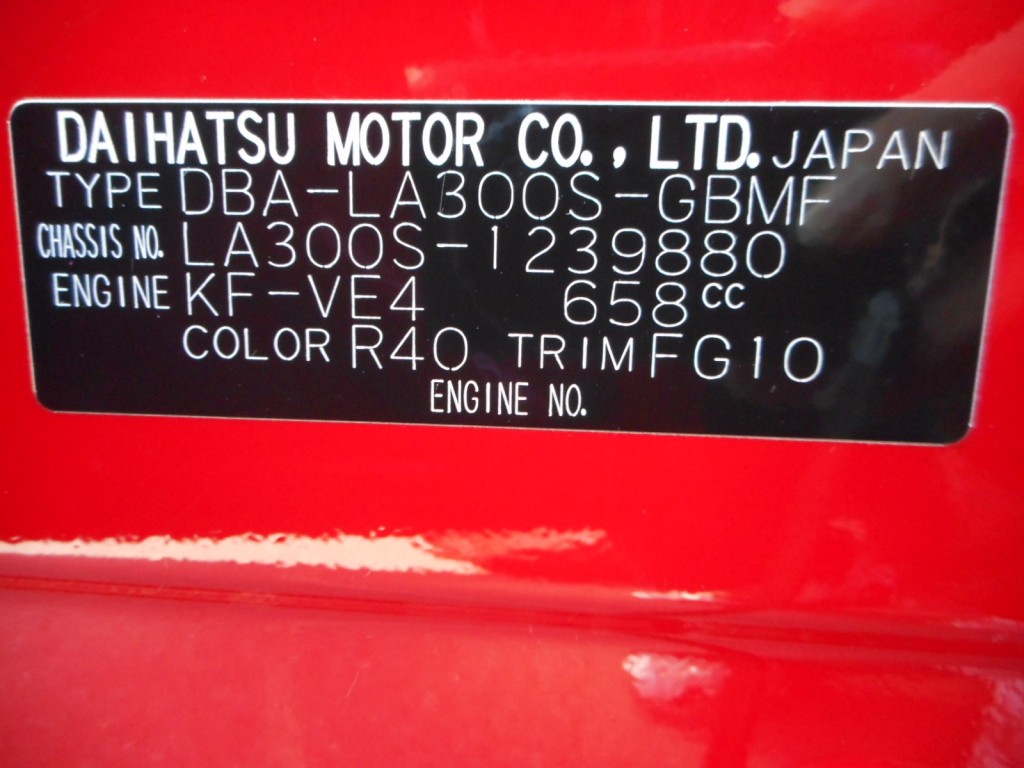 DAIHATSU MOTOR CO., LTD. JAPAN
TYPE DBA-LA300S-GBMF
CHASSIS NO. LA300S-1239880
ENGINE KF-VE4 658cc
COLOR R40 TRIM FG10
ENGINE NO.